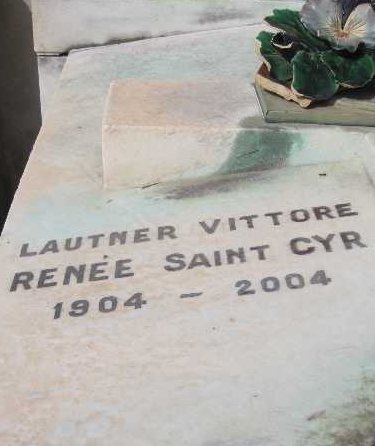 LAUTNER VITTORE
RENÉE SAINT CYR
1904 - 2004